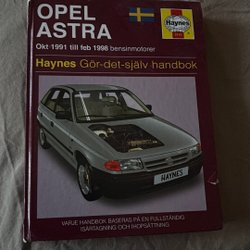 OPEL
ASTRA
Haynes
Okt 1991 till feb 1998 bensinmotorer
Haynes Gör-det-själv handbok
HAYNES
VARJE HANDBOK BASERAS PÅ EN FULLSTÄNDIG
ISÄRTAGNING OCH IHOPSÄTTNING.